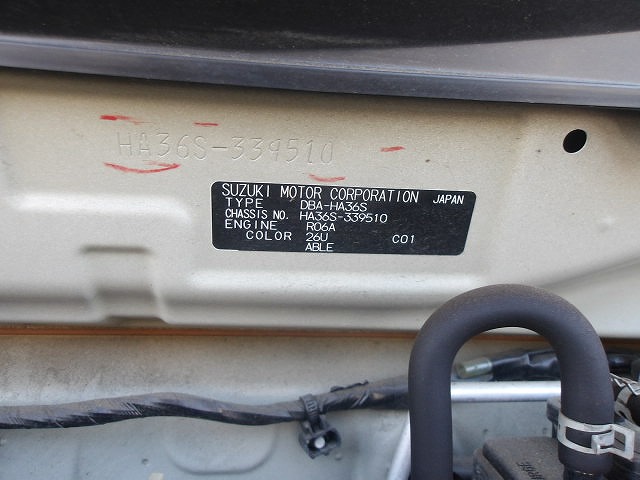 HA36S-339510
SUZUKI MOTOR CORPORATION JAPAN
TYPE DBA-HA36S
CHASSIS NO. HA36S-339510
ENGINE R06A
COLOR 26U C01
ABLE